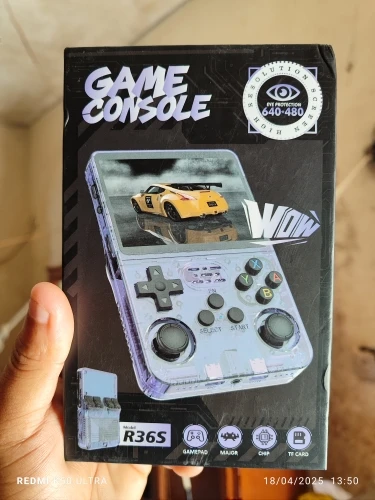 GAME
CONSOLE
HIGH RESOLUTION SCREEN
EYE PROTECTION
640·480
WOW
X
Y
A
B
SELECT
START
Model
R36S
GAMEPAD
MAJOR
CHIP
TF CARD
18/04/2025 13:50